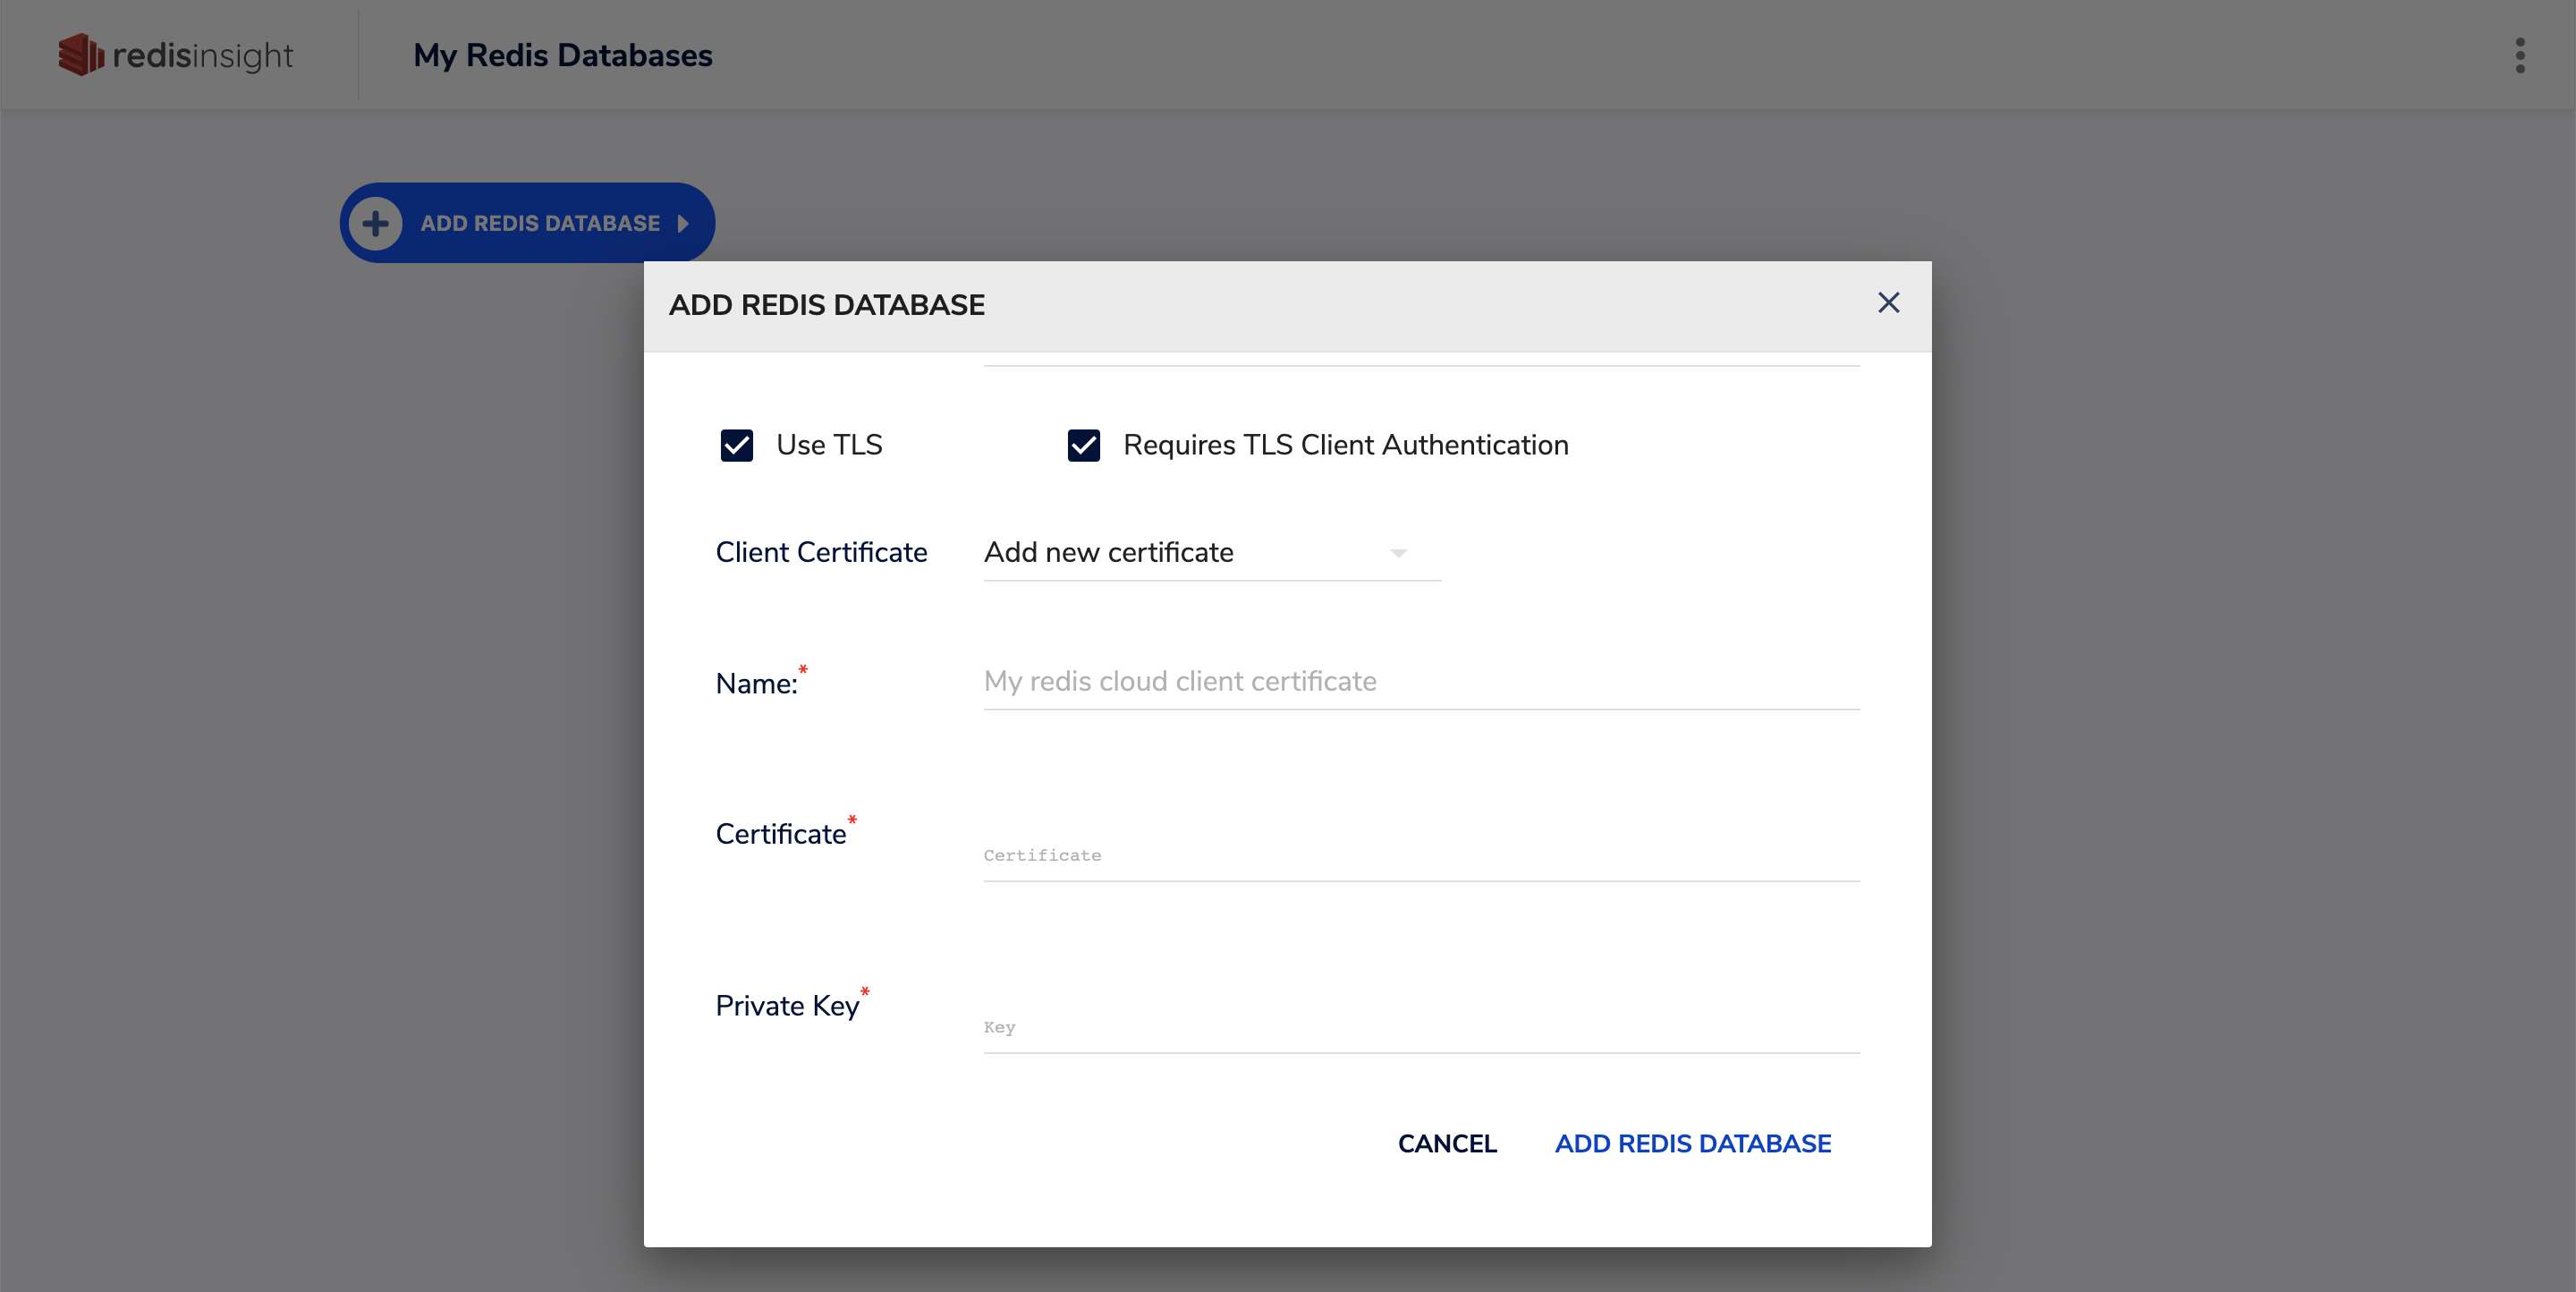 redisinsight
My Redis Databases
ADD REDIS DATABASE
ADD REDIS DATABASE
Use TLS
Requires TLS Client Authentication
Client Certificate
Add new certificate
Name:*
My redis cloud client certificate
Certificate*
Certificate
Private Key*
Key
CANCEL
ADD REDIS DATABASE